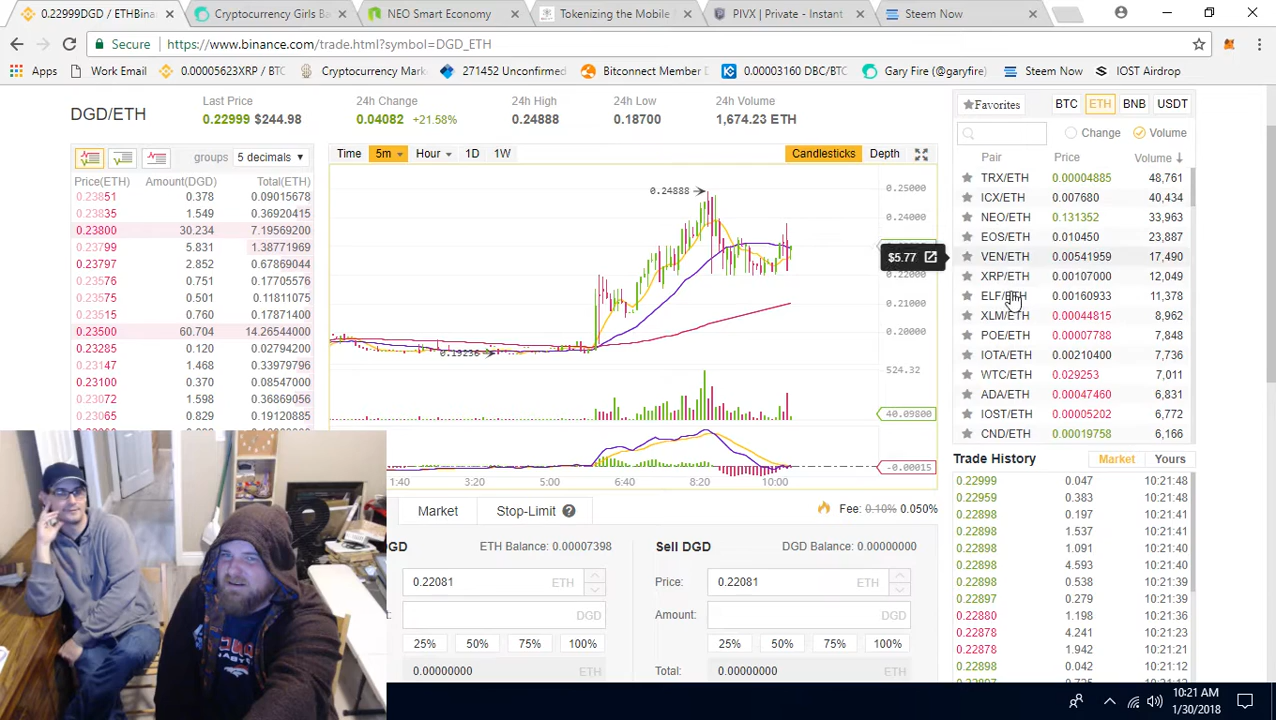 0.22999DGD / ETHBinan
Cryptocurrency Girls Ba
NEO Smart Economy
Tokenizing the Mobile
PIVX | Private - Instant
Steem Now
Secure
https://www.binance.com/trade.html?symbol=DGD_ETH
Apps
Work Email
0.00005623XRP / BTC
Cryptocurrency Mark
271452 Unconfirmed
Bitconnect Member D
0.00003160 DBC/BTC
Gary Fire (@garyfire)
Steem Now
IOST Airdrop
DGD/ETH
Last Price
0.22999 $244.98
24h Change
0.04082 +21.58%
24h High
0.24888
24h Low
0.18700
24h Volume
1,674.23 ETH
groups 5 decimals
Price(ETH) Amount(DGD) Total(ETH)
0.23851 0.378 0.09015678
0.23835 1.549 0.36920415
0.23800 30.234 7.19569200
0.23799 5.831 1.38771969
0.23797 2.852 0.67869044
0.23776 0.755 0.17950880
0.23575 0.501 0.11811075
0.23515 0.760 0.17871400
0.23500 60.704 14.26544000
0.23285 0.120 0.02794200
0.23147 1.468 0.33979796
0.23100 0.370 0.08547000
0.23072 1.598 0.36869056
0.23065 0.829 0.19120885
Time 5m Hour 1D 1W
Candlesticks Depth
0.24888
0.19236
0.25000
0.24000
0.22000
0.21000
0.20000
524.32
40.09800
-0.00015
1:40 3:20 5:00 6:40 8:20 10:00
Market Stop-Limit
Fee: 0.10% 0.050%
DGD
ETH Balance: 0.00007398
0.22081 ETH
DGD
25% 50% 75% 100%
0.00000000 ETH
Sell DGD
DGD Balance: 0.00000000
Price: 0.22081 ETH
Amount: DGD
25% 50% 75% 100%
Total: 0.00000000 ETH
Favorites BTC ETH BNB USDT
Change Volume
Pair Price Volume
TRX/ETH 0.00004885 48,761
ICX/ETH 0.007680 40,434
NEO/ETH 0.131352 33,963
EOS/ETH 0.010450 23,887
$5.77
VEN/ETH 0.00541959 17,490
XRP/ETH 0.00107000 12,049
ELF/ETH 0.00160933 11,378
XLM/ETH 0.00044815 8,962
POE/ETH 0.00007788 7,848
IOTA/ETH 0.00210400 7,736
WTC/ETH 0.029253 7,011
ADA/ETH 0.00047460 6,831
IOST/ETH 0.00005202 6,772
CND/ETH 0.00019758 6,166
Trade History Market Yours
0.22999 0.047 10:21:48
0.22959 0.383 10:21:48
0.22898 0.197 10:21:41
0.22898 1.537 10:21:41
0.22898 1.091 10:21:40
0.22898 4.593 10:21:40
0.22898 0.538 10:21:39
0.22897 0.279 10:21:39
0.22880 1.198 10:21:36
0.22878 4.241 10:21:23
0.22878 1.942 10:21:23
0.22898 0.042 10:21:12
10:21 AM
1/30/2018